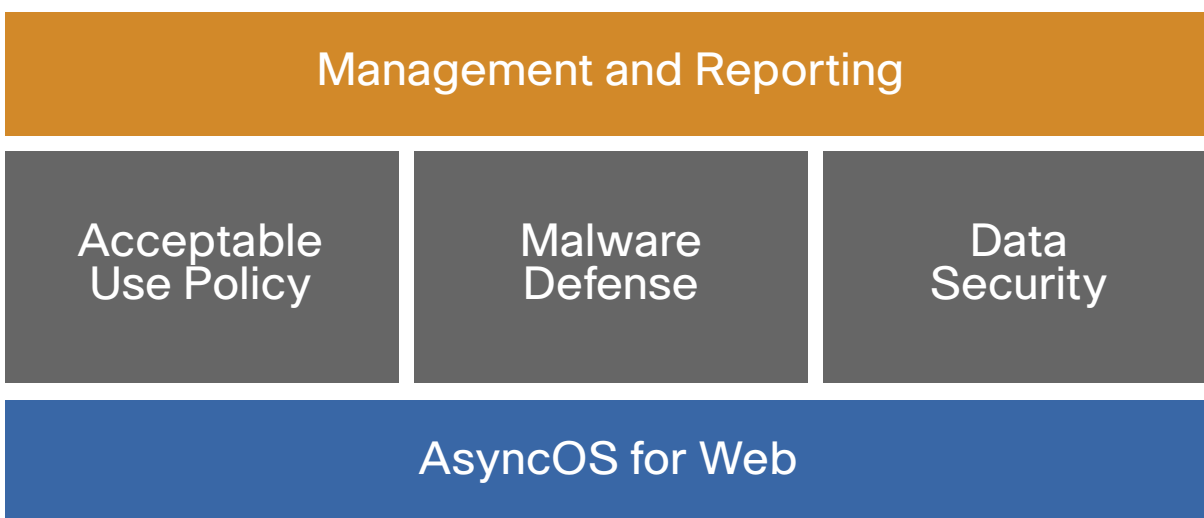 Management and Reporting
Acceptable
Use Policy
Malware
Defense
Data
Security
AsyncOS for Web